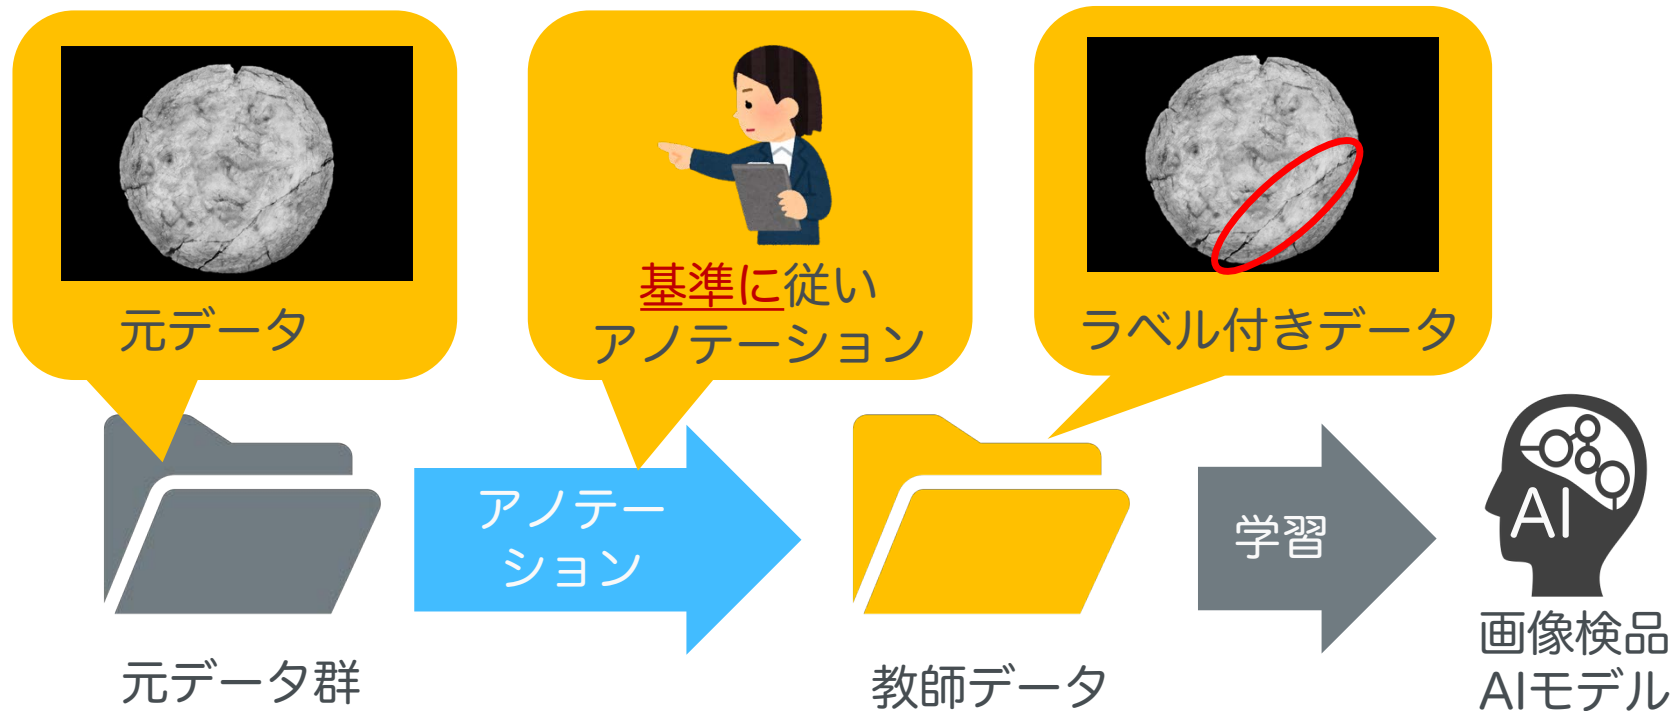 元データ
基準に従い
アノテーション
ラベル付きデータ
アノテー
ション
学習
AI
元データ群
教師データ
画像検品
AIモデル